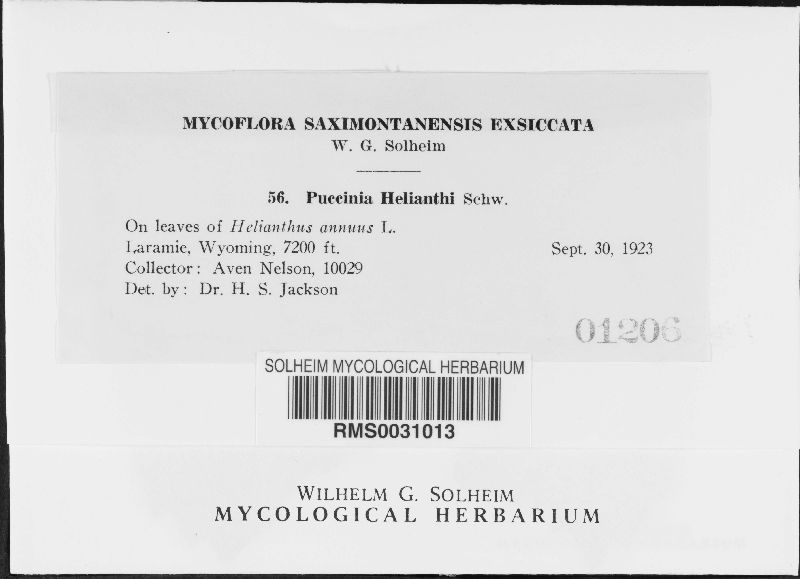 MYCOFLORA SAXIMONTANENSIS EXSICCATA
W. G. Solheim
56. Puccinia Helianthi Schw.
On leaves of Helianthus annuus L.
Laramie, Wyoming, 7200 ft. Sept. 30, 1923
Collector: Aven Nelson, 10029
Det. by: Dr. H. S. Jackson
01206
SOLHEIM MYCOLOGICAL HERBARIUM
RMS0031013
WILHELM G. SOLHEIM
MYCOLOGICAL HERBARIUM